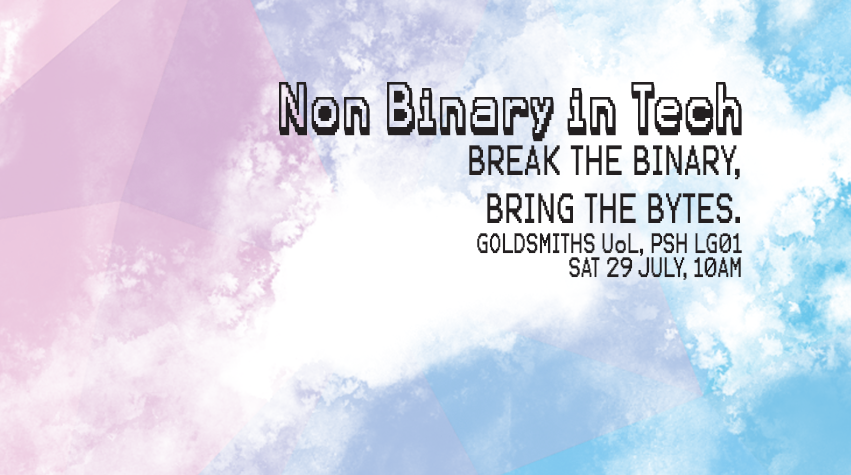 Non Binary in Tech
BREAK THE BINARY,
BRING THE BYTES.
GOLDSMITHS UoL, PSH LG01
SAT 29 JULY, 10AM